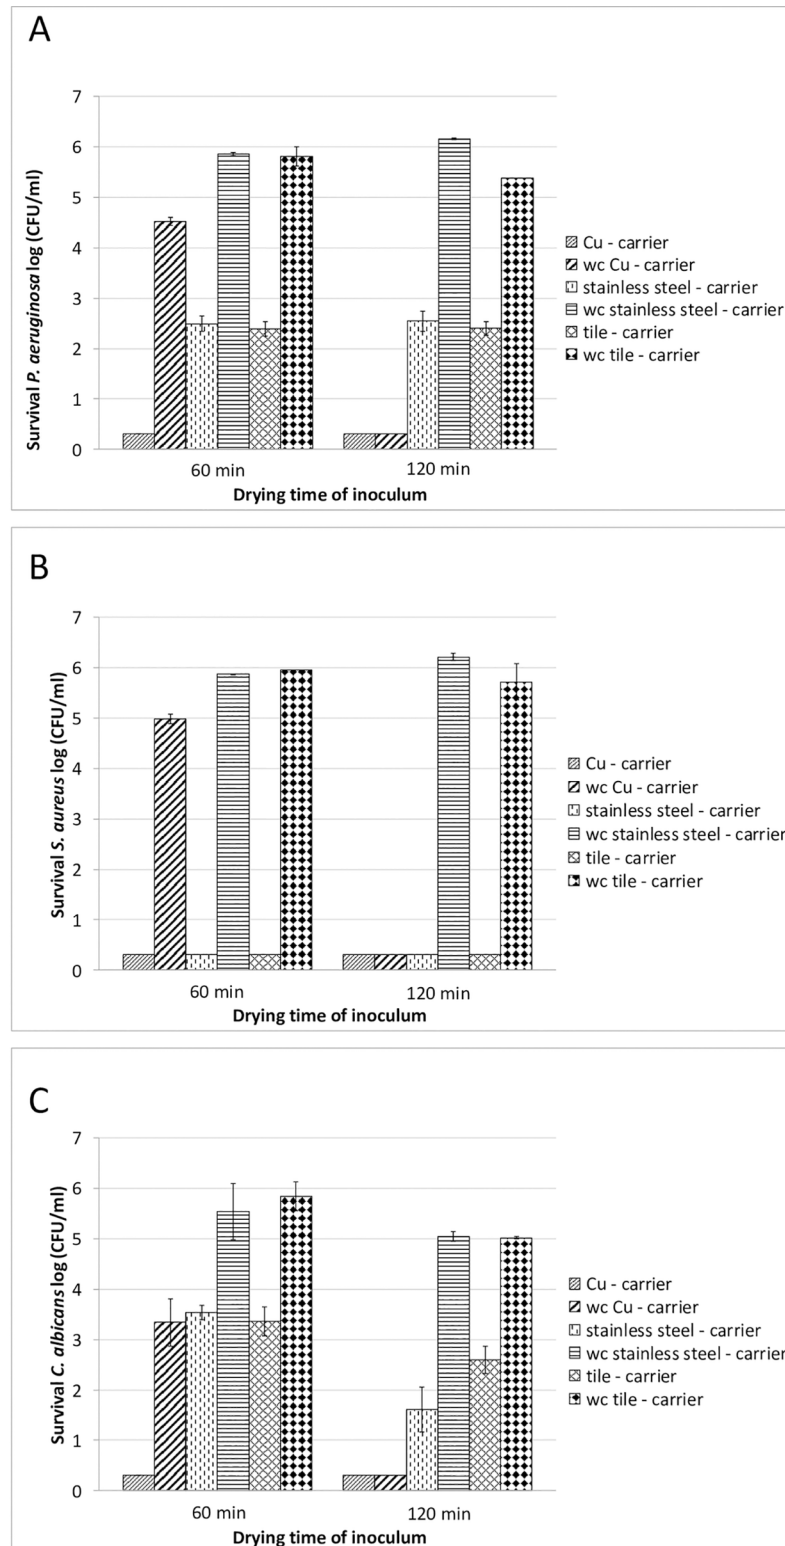 A
Survival P. aeruginosa log (CFU/ml)
7
6
5
4
3
2
1
0
60 min
120 min
Drying time of inoculum
Cu - carrier
wc Cu - carrier
stainless steel - carrier
wc stainless steel - carrier
tile - carrier
wc tile - carrier
B
Survival S. aureus log (CFU/ml)
7
6
5
4
3
2
1
0
60 min
120 min
Drying time of inoculum
Cu - carrier
wc Cu - carrier
stainless steel - carrier
wc stainless steel - carrier
tile - carrier
wc tile - carrier
C
Survival C. albicans log (CFU/ml)
7
6
5
4
3
2
1
0
60 min
120 min
Drying time of inoculum
Cu - carrier
wc Cu - carrier
stainless steel - carrier
wc stainless steel - carrier
tile - carrier
wc tile - carrier